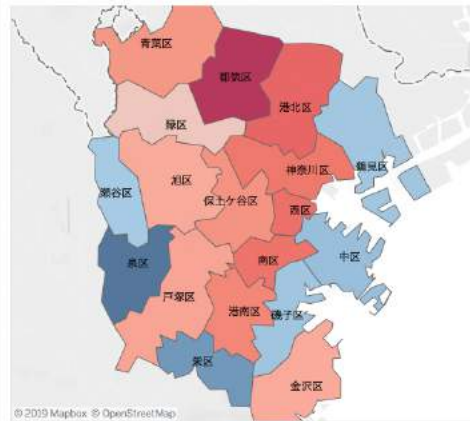 青葉区
都筑区
港北区
緑区
神奈川区
鶴見区
瀬谷区
旭区
保土ケ谷区
西区
泉区
南区
中区
戸塚区
港南区
磯子区
栄区
金沢区
© 2019 Mapbox © OpenStreetMap